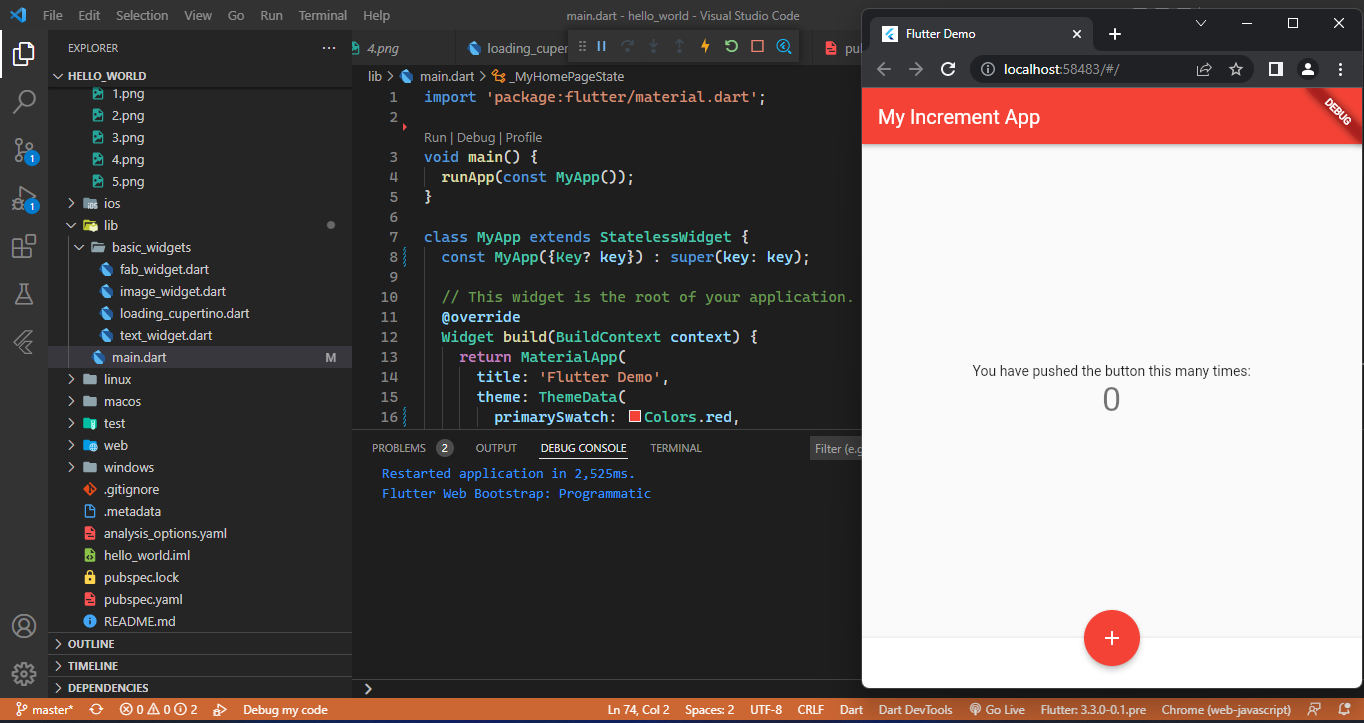 File Edit Selection View Go Run Terminal Help
main.dart - hello_world - Visual Studio Code
EXPLORER
HELLO_WORLD
1.png
2.png
3.png
4.png
5.png
ios
lib
basic_widgets
fab_widget.dart
image_widget.dart
loading_cupertino.dart
text_widget.dart
main.dart M
linux
macos
test
web
windows
.gitignore
.metadata
analysis_options.yaml
hello_world.iml
pubspec.lock
pubspec.yaml
README.md
OUTLINE
TIMELINE
DEPENDENCIES
1
1
4.png
loading_cuper
pu
lib > main.dart > _MyHomePageState
1 import 'package:flutter/material.dart';
2
Run | Debug | Profile
3 void main() {
4 runApp(const MyApp());
5 }
6
7 class MyApp extends StatelessWidget {
8 const MyApp({Key? key}) : super(key: key);
9
10 // This widget is the root of your application.
11 @override
12 Widget build(BuildContext context) {
13 return MaterialApp(
14 title: 'Flutter Demo',
15 theme: ThemeData(
16 primarySwatch: Colors.red,
PROBLEMS 2 OUTPUT DEBUG CONSOLE TERMINAL
Filter (e.g
Restarted application in 2,525ms.
Flutter Web Bootstrap: Programmatic
Flutter Demo
localhost:58483/#/
My Increment App
DEBUG
You have pushed the button this many times:
0
master* 0 0 2 Debug my code
Ln 74, Col 2 Spaces: 2 UTF-8 CRLF Dart Dart DevTools Go Live Flutter: 3.3.0-0.1.pre Chrome (web-javascript)